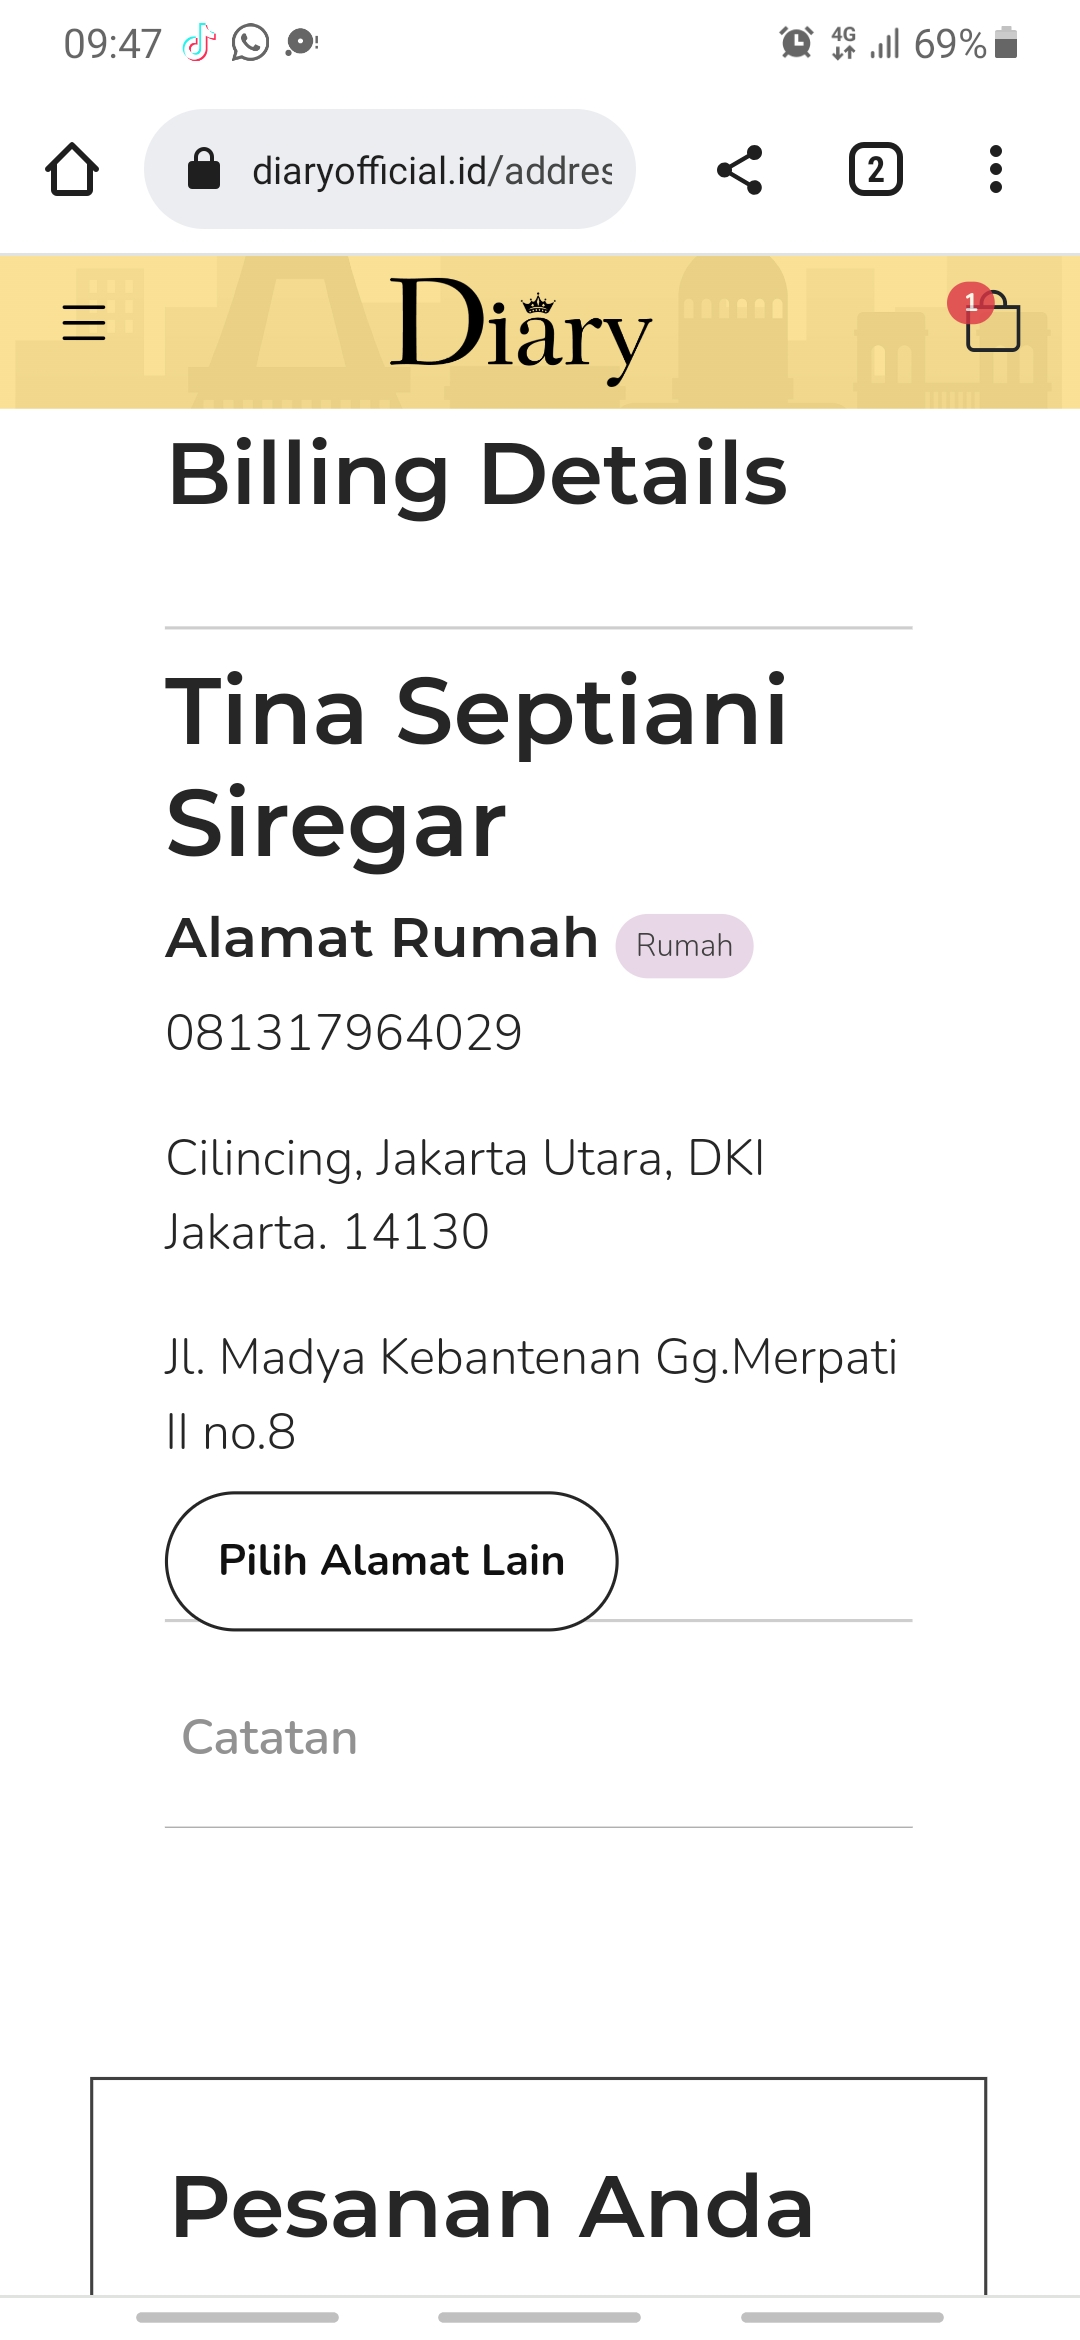 09:47
4G
69%
diaryofficial.id/addres
2
Diary
1
Billing Details
Tina Septiani
Siregar
Alamat Rumah Rumah
081317964029
Cilincing, Jakarta Utara, DKI
Jakarta. 14130
Jl. Madya Kebantenan Gg.Merpati
II no.8
Pilih Alamat Lain
Catatan
Pesanan Anda